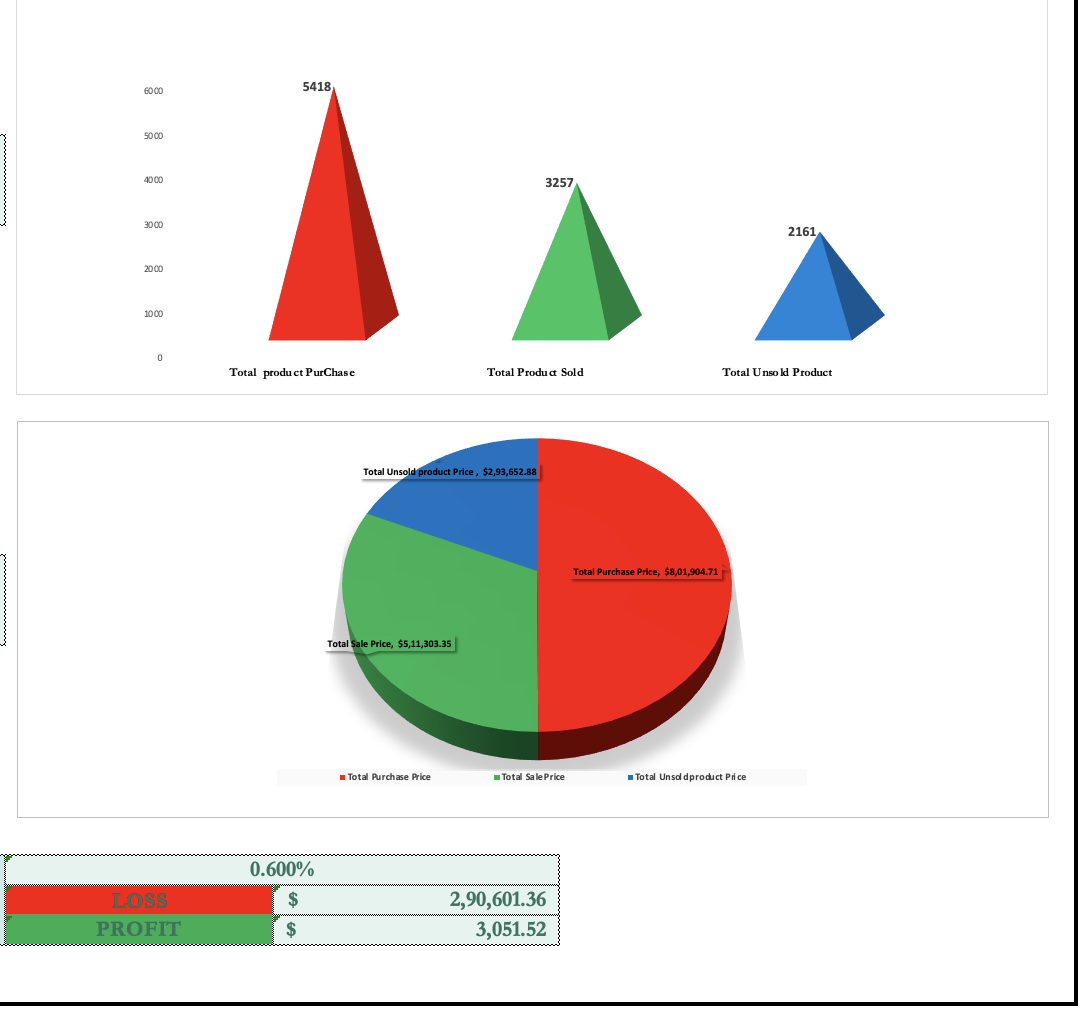 5418
6000
5000
4000
3257
3000
2161
2000
1000
0
Total product PurChase
Total Product Sold
Total Unsold Product
Total Unsold product Price , $2,93,652.88
Total Purchase Price, $8,01,904.71
Total Sale Price, $5,11,303.35
Total Purchase Price
Total Sale Price
Total Unsold product Price
0.600%
LOSS $ 2,90,601.36
PROFIT $ 3,051.52